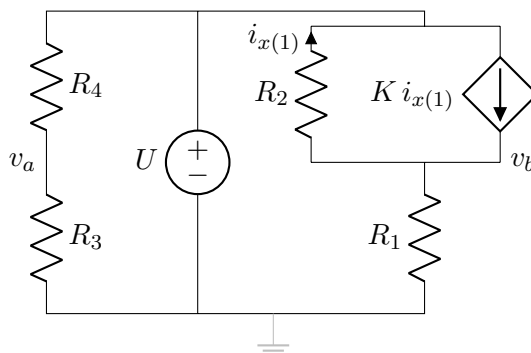 i_{x(1)}
R_4
R_2
K i_{x(1)}
v_a
U
+
−
v_b
R_3
R_1